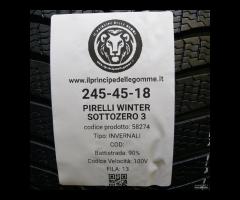 IL PRINCIPE DELLE GOMME
www.ilprincipedellegomme.it
245-45-18
PIRELLI WINTER
SOTTOZERO 3
codice prodotto: 58274
Tipo: INVERNALI
COD:
Battistrada: 90%
Codice Velocità: 100V
FILA: 13